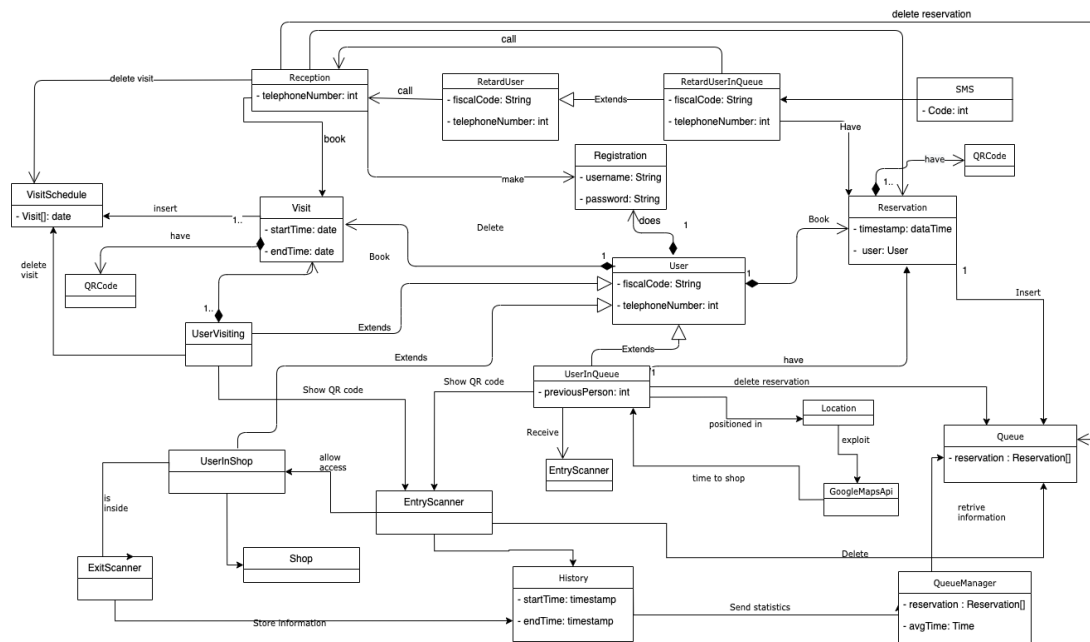 delete reservation
call
Reception
- telephoneNumber: int
RetardUser
- fiscalCode: String
- telephoneNumber: int
RetardUserInQueue
- fiscalCode: String
- telephoneNumber: int
SMS
- Code: int
delete visit
call
Extends
book
Have
Registration
- username: String
- password: String
make
have
QRCode
1..
VisitSchedule
- Visit[]: date
insert
1..
Visit
- startTime: date
- endTime: date
Delete
does
1
Book
Reservation
- timestamp: dataTime
- user: User
have
delete
visit
QRCode
Book
1
User
- fiscalCode: String
- telephoneNumber: int
1
1
Insert
1..
UserVisiting
Extends
Extends
Extends
have
UserInQueue
1
- previousPerson: int
Show QR code
Show QR code
delete reservation
Location
positioned in
exploit
Receive
Queue
- reservation : Reservation[]
UserInShop
allow
access
EntryScanner
time to shop
GoogleMapsApi
is
inside
EntryScanner
retrive
information
Shop
Delete
ExitScanner
History
- startTime: timestamp
- endTime: timestamp
QueueManager
- reservation : Reservation[]
- avgTime: Time
Send statistics
Store information